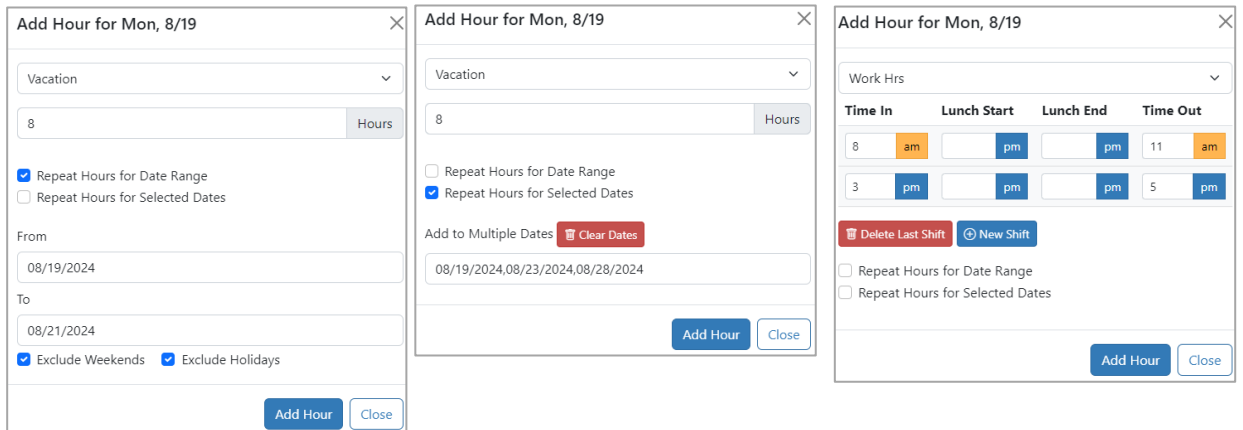 Add Hour for Mon, 8/19
Vacation
8 Hours
Repeat Hours for Date Range
Repeat Hours for Selected Dates
From
08/19/2024
To
08/21/2024
Exclude Weekends Exclude Holidays
Add Hour Close
Add Hour for Mon, 8/19
Vacation
8 Hours
Repeat Hours for Date Range
Repeat Hours for Selected Dates
Add to Multiple Dates Clear Dates
08/19/2024,08/23/2024,08/28/2024
Add Hour Close
Add Hour for Mon, 8/19
Work Hrs
Time In Lunch Start Lunch End Time Out
8 am pm pm 11 am
3 pm pm pm 5 pm
Delete Last Shift New Shift
Repeat Hours for Date Range
Repeat Hours for Selected Dates
Add Hour Close